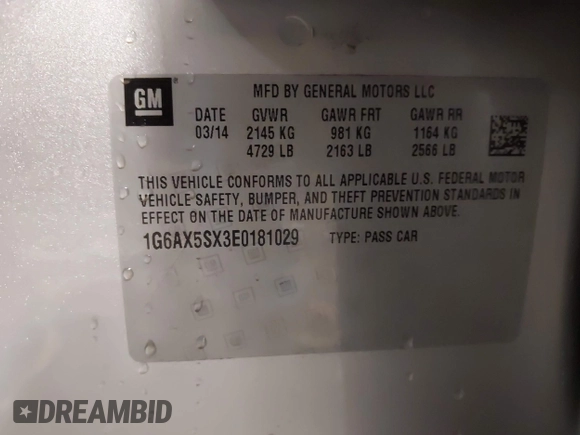 GM
MFD BY GENERAL MOTORS LLC
DATE GVWR GAWR FRT GAWR RR
03/14 2145 KG 981 KG 1164 KG
4729 LB 2163 LB 2566 LB
THIS VEHICLE CONFORMS TO ALL APPLICABLE U.S. FEDERAL MOTOR
VEHICLE SAFETY, BUMPER, AND THEFT PREVENTION STANDARDS IN
EFFECT ON THE DATE OF MANUFACTURE SHOWN ABOVE.
1G6AX5SX3E0181029 TYPE: PASS CAR
DREAMBID